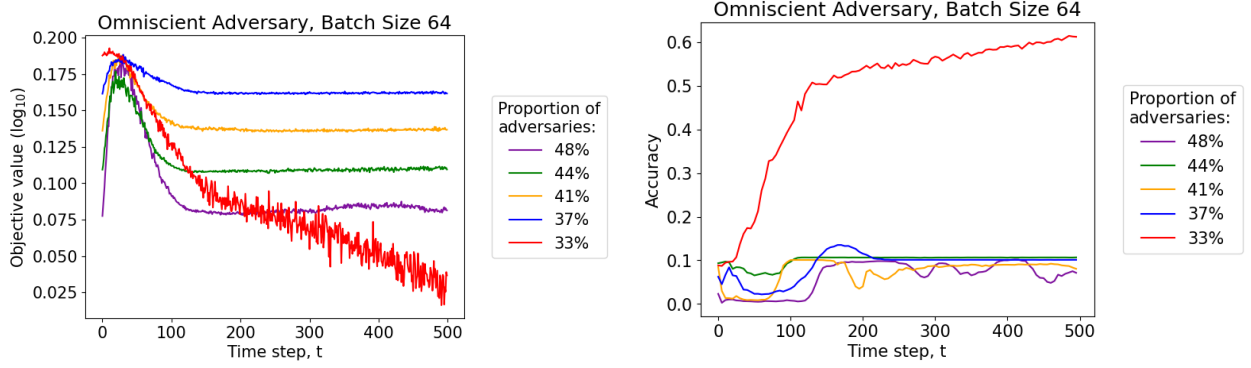 Omniscient Adversary, Batch Size 64
Objective value (log₁₀)
0.200
0.175
0.150
0.125
0.100
0.075
0.050
0.025
0 100 200 300 400 500
Time step, t
Proportion of
adversaries:
48%
44%
41%
37%
33%
Omniscient Adversary, Batch Size 64
Accuracy
0.6
0.5
0.4
0.3
0.2
0.1
0.0
0 100 200 300 400 500
Time step, t
Proportion of
adversaries:
48%
44%
41%
37%
33%